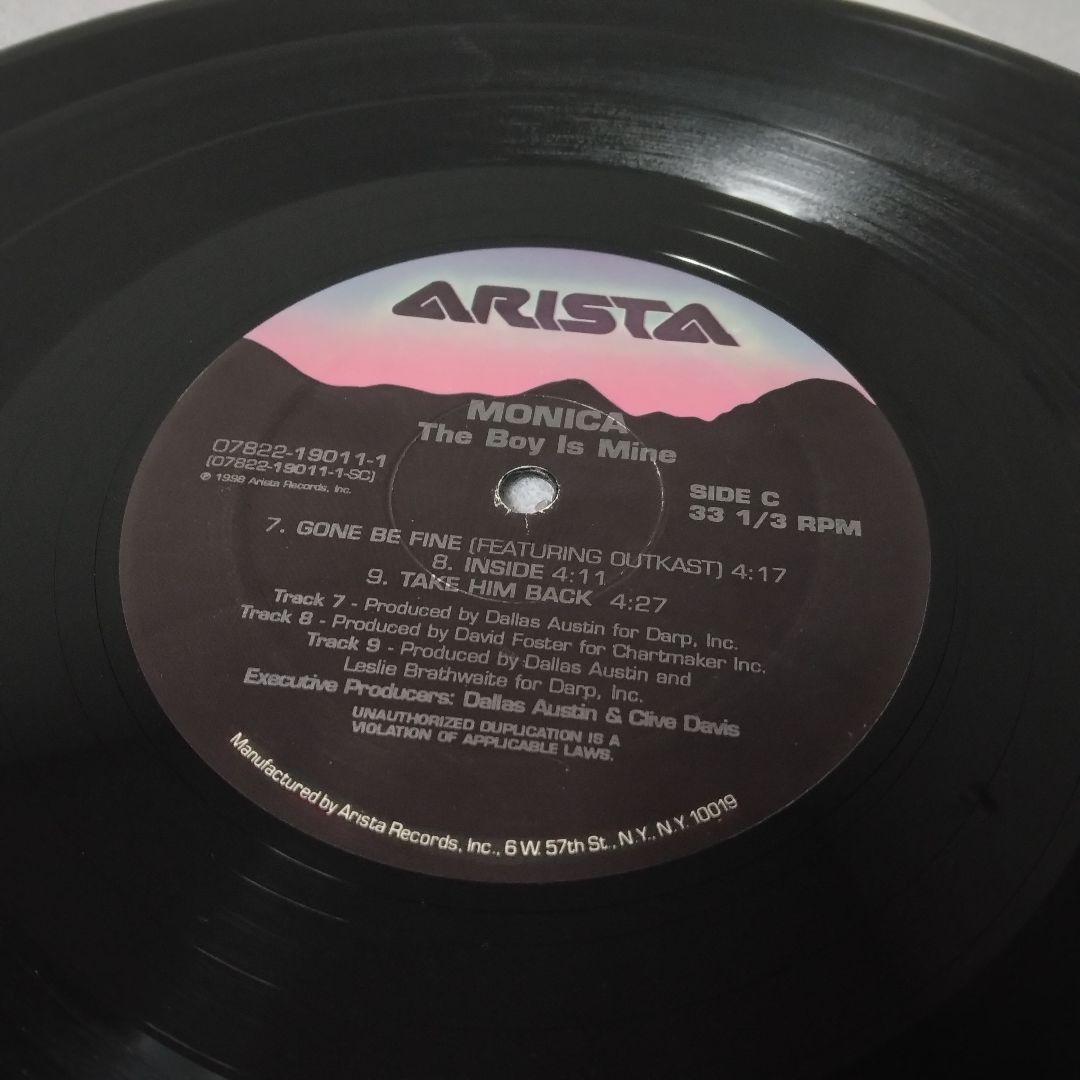 ARISTA
MONICA
The Boy Is Mine
07822-19011-1
(07822-19011-1-SC)
℗ 1998 Arista Records, Inc.
SIDE C
33 1/3 RPM
7. GONE BE FINE (FEATURING OUTKAST) 4:17
8. INSIDE 4:11
9. TAKE HIM BACK 4:27
Track 7 - Produced by Dallas Austin for Darp, Inc.
Track 8 - Produced by David Foster for Chartmaker Inc.
Track 9 - Produced by Dallas Austin and
Leslie Brathwaite for Darp, Inc.
Executive Producers: Dallas Austin & Clive Davis
UNAUTHORIZED DUPLICATION IS A
VIOLATION OF APPLICABLE LAWS.
Manufactured by Arista Records, Inc., 6 W. 57th St., N.Y., N.Y. 10019